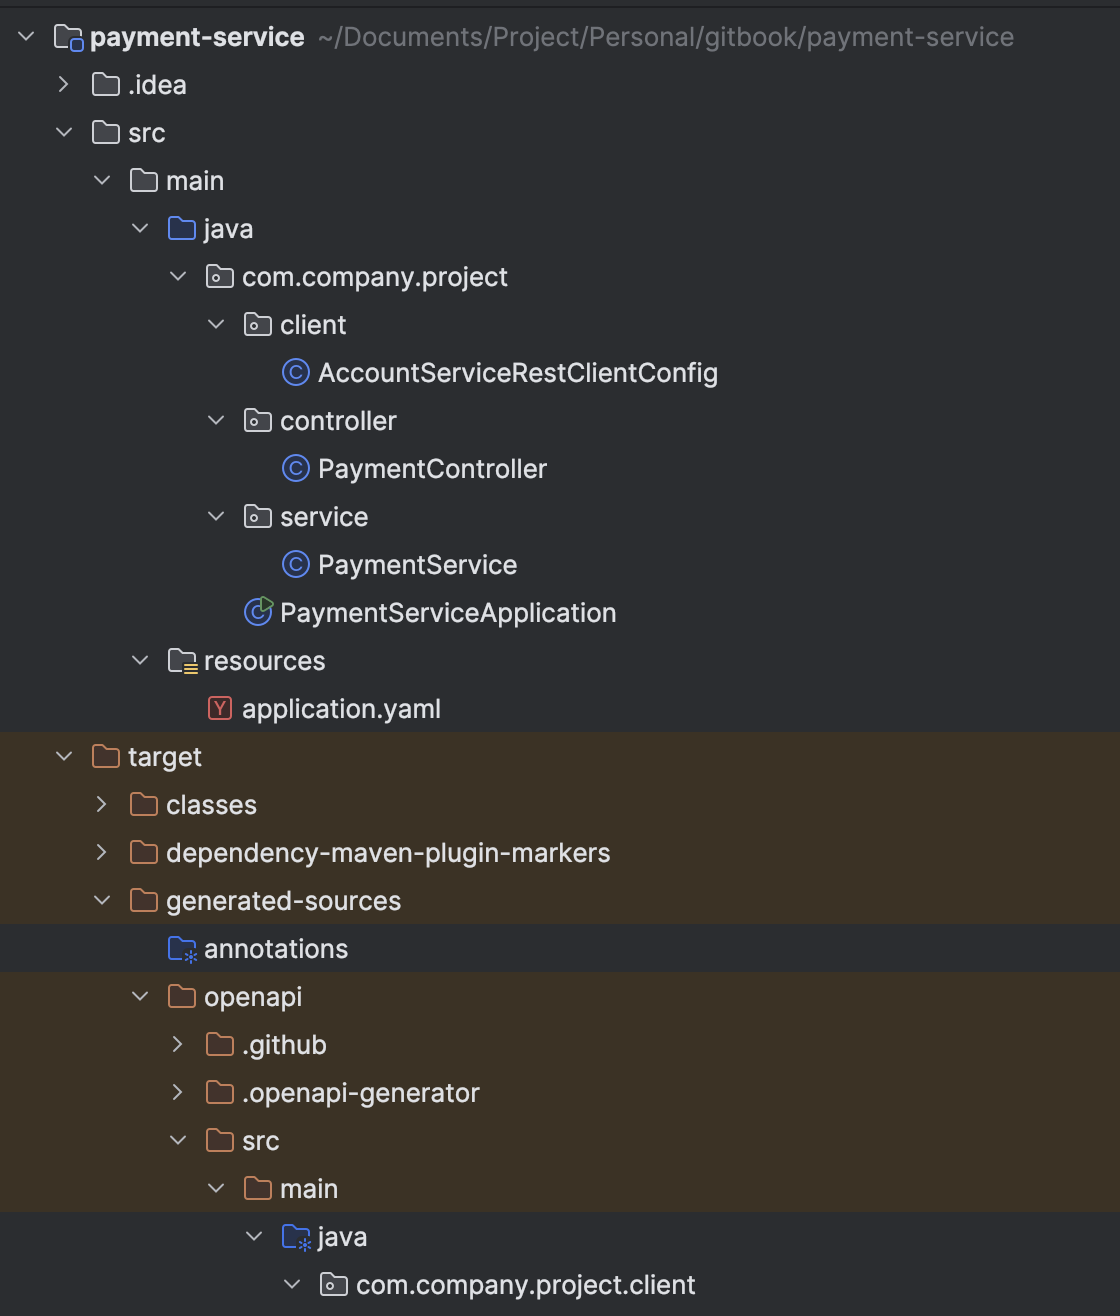 payment-service ~/Documents/Project/Personal/gitbook/payment-service
.idea
src
main
java
com.company.project
client
C AccountServiceRestClientConfig
controller
C PaymentController
service
C PaymentService
C PaymentServiceApplication
resources
Y application.yaml
target
classes
dependency-maven-plugin-markers
generated-sources
annotations
openapi
.github
.openapi-generator
src
main
java
com.company.project.client